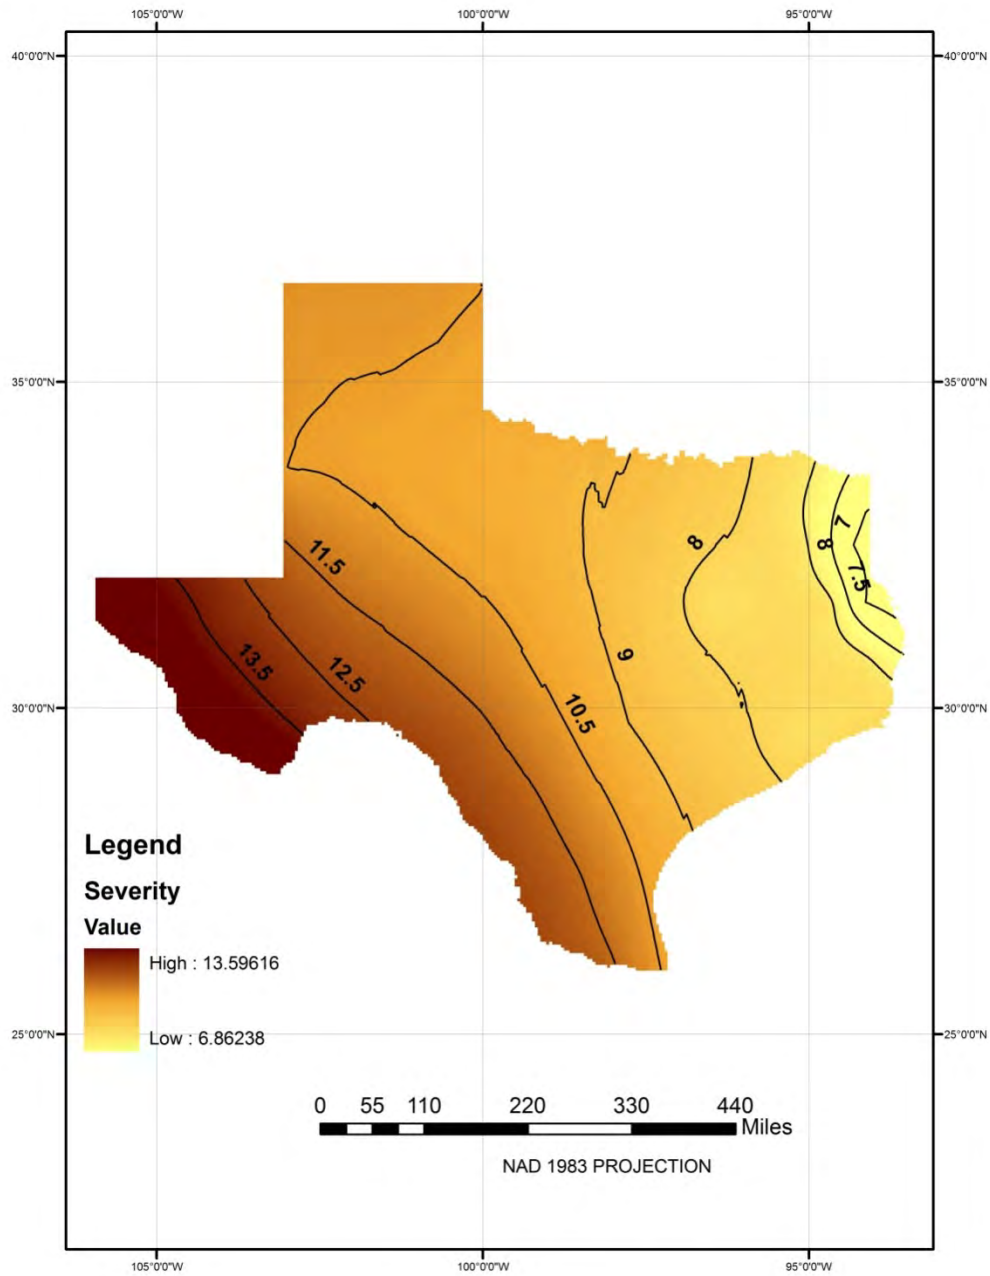 105°0'0"W 100°0'0"W 95°0'0"W
40°0'0"N 40°0'0"N
35°0'0"N 35°0'0"N
7
8 8
11.5 7.5
9
13.5 12.5
10.5
30°0'0"N 30°0'0"N
Legend
Severity
Value
High : 13.59616
Low : 6.86238
25°0'0"N 25°0'0"N
0 55 110 220 330 440
Miles
NAD 1983 PROJECTION
105°0'0"W 100°0'0"W 95°0'0"W